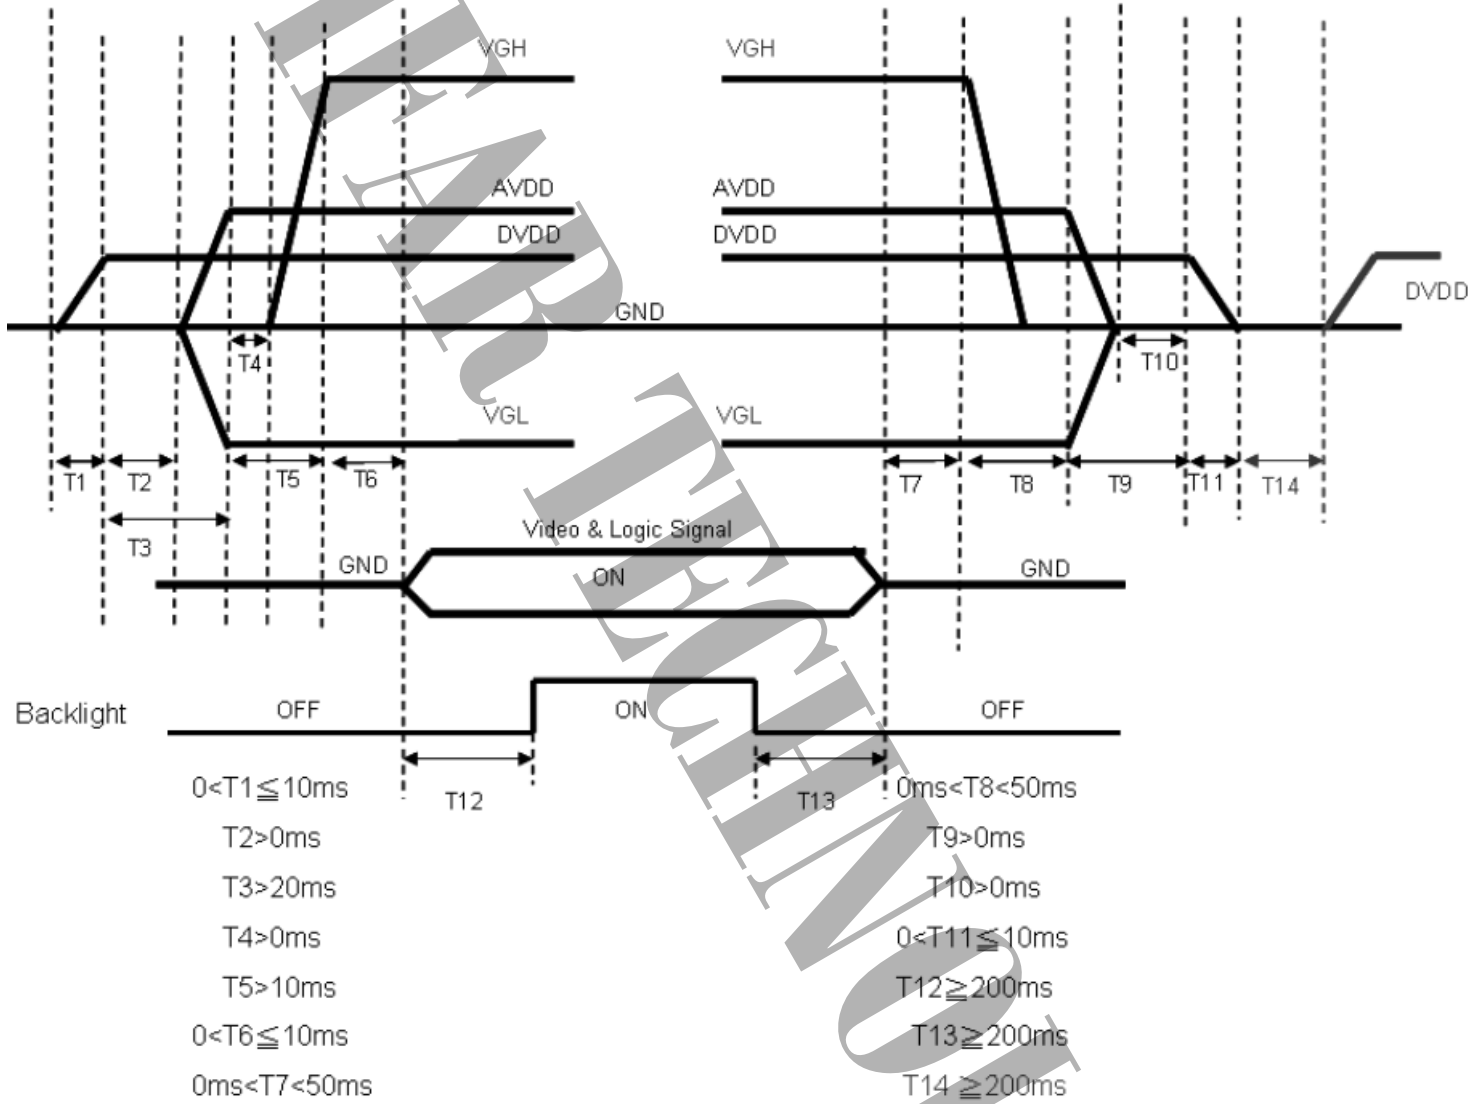 VGH VGH
AVDD AVDD
DVDD DVDD
GND DVDD
T4 T10
VGL VGL
T1 T2 T5 T6 T7 T8 T9 T11 T14
T3 Video & Logic Signal
GND ON GND
Backlight OFF ON OFF
T12 T13
0<T1≦10ms 0ms<T8<50ms
T2>0ms T9>0ms
T3>20ms T10>0ms
T4>0ms 0<T11≦10ms
T5>10ms T12≧200ms
0<T6≦10ms T13≧200ms
0ms<T7<50ms T14 ≧200ms